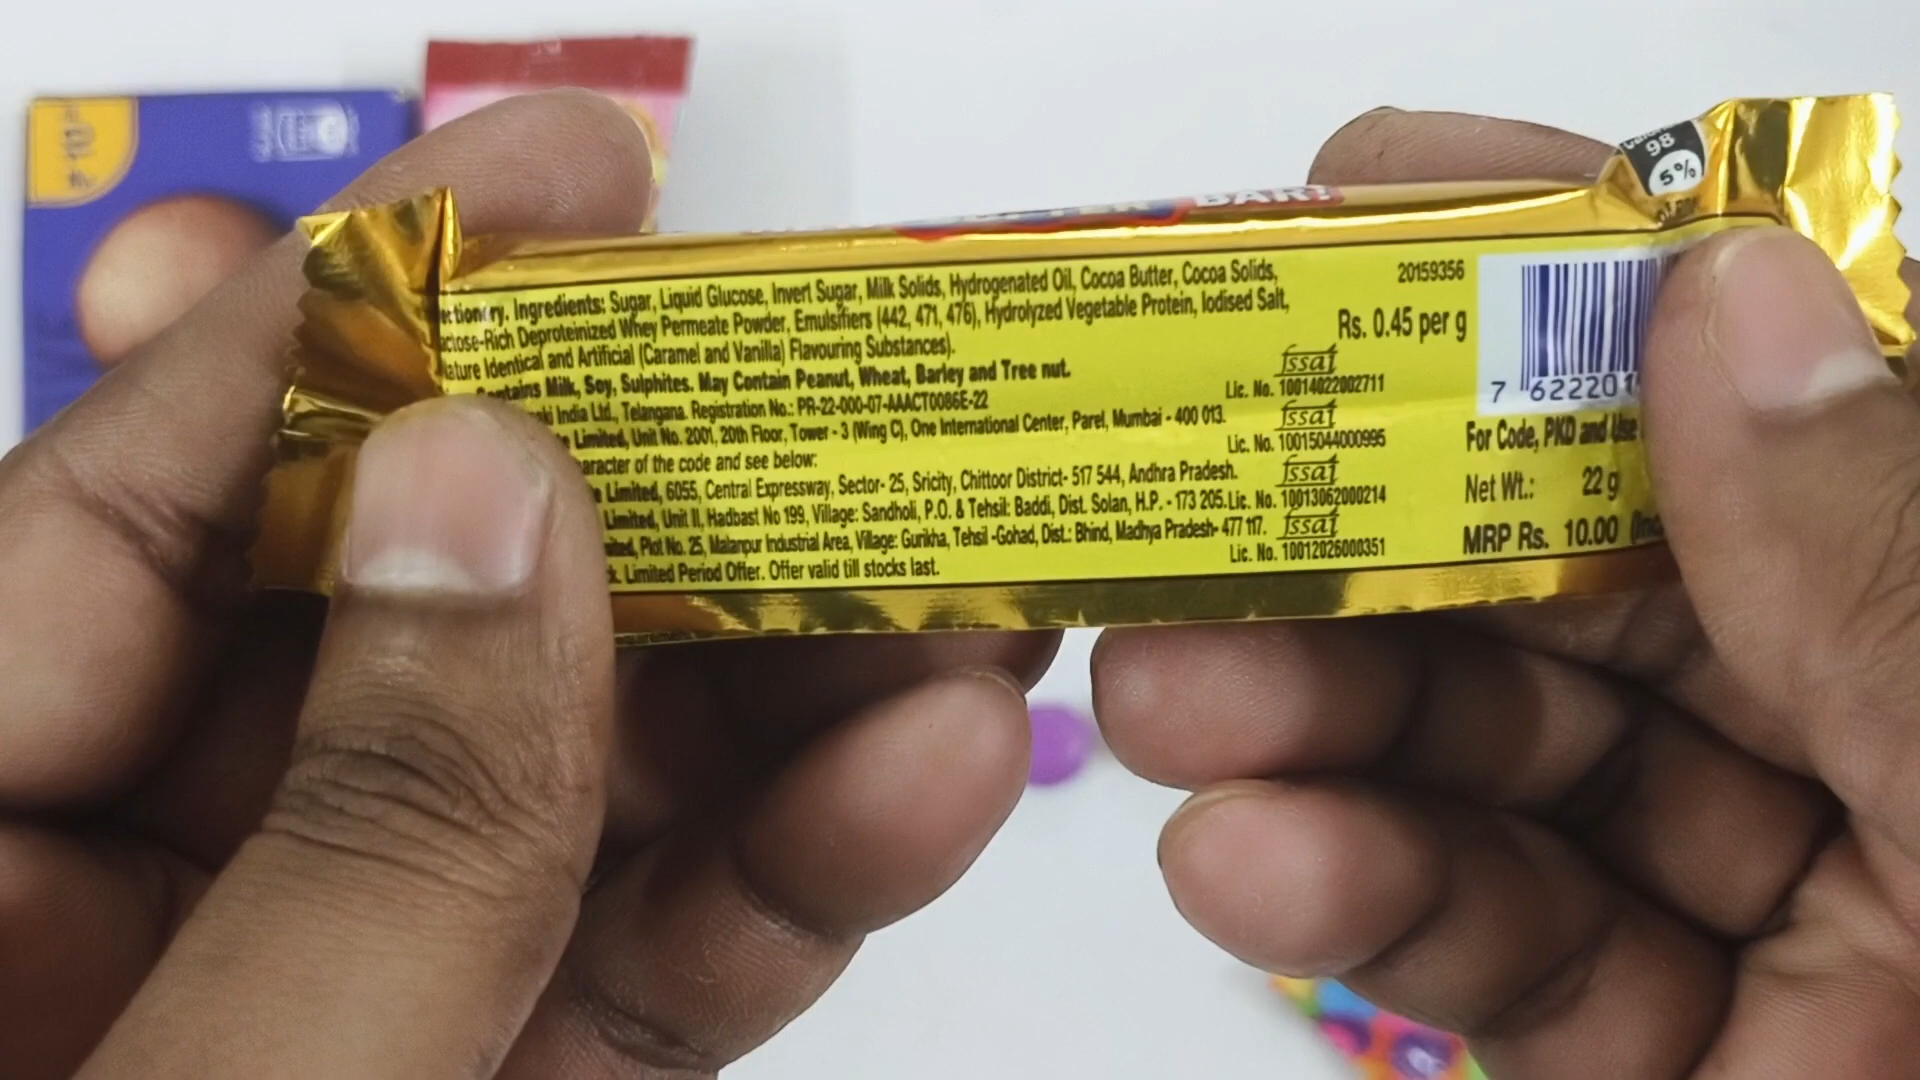 ₹ 10
98
5%
BAR!
Ingredients: Sugar, Liquid Glucose, Invert Sugar, Milk Solids, Hydrogenated Oil, Cocoa Butter, Cocoa Solids,
Deproteinized Whey Permeate Powder, Emulsifiers (442, 471, 476), Hydrolyzed Vegetable Protein, Iodised Salt,
Identical and Artificial (Caramel and Vanilla) Flavouring Substances).
Contains Milk, Soy, Sulphites. May Contain Peanut, Wheat, Barley and Tree nut.
India Ltd., Telangana. Registration No.: PR-22-000-07-AAACT0086E-22
Limited, Unit No. 2001, 20th Floor, Tower - 3 (Wing C), One International Center, Parel, Mumbai - 400 013.
of the code and see below:
Limited, 6055, Central Expressway, Sector- 25, Sricity, Chittoor District- 517 544, Andhra Pradesh.
Limited, Unit II, Hadbast No 199, Village: Sandholi, P.O. & Tehsil: Baddi, Dist. Solan, H.P. - 173 205.
Plot No. 25, Malanpur Industrial Area, Village: Gurikha, Tehsil -Gohad, Dist.: Bhind, Madhya Pradesh- 477 117.
Limited Period Offer. Offer valid till stocks last.
fssai
Lic. No. 10014022002711
fssai
Lic. No. 10015044000995
fssai
Lic. No. 10013062000214
fssai
Lic. No. 10012026000351
20159356
Rs. 0.45 per g
7 622201
For Code, PKD and Use
Net Wt.: 22 g
MRP Rs. 10.00